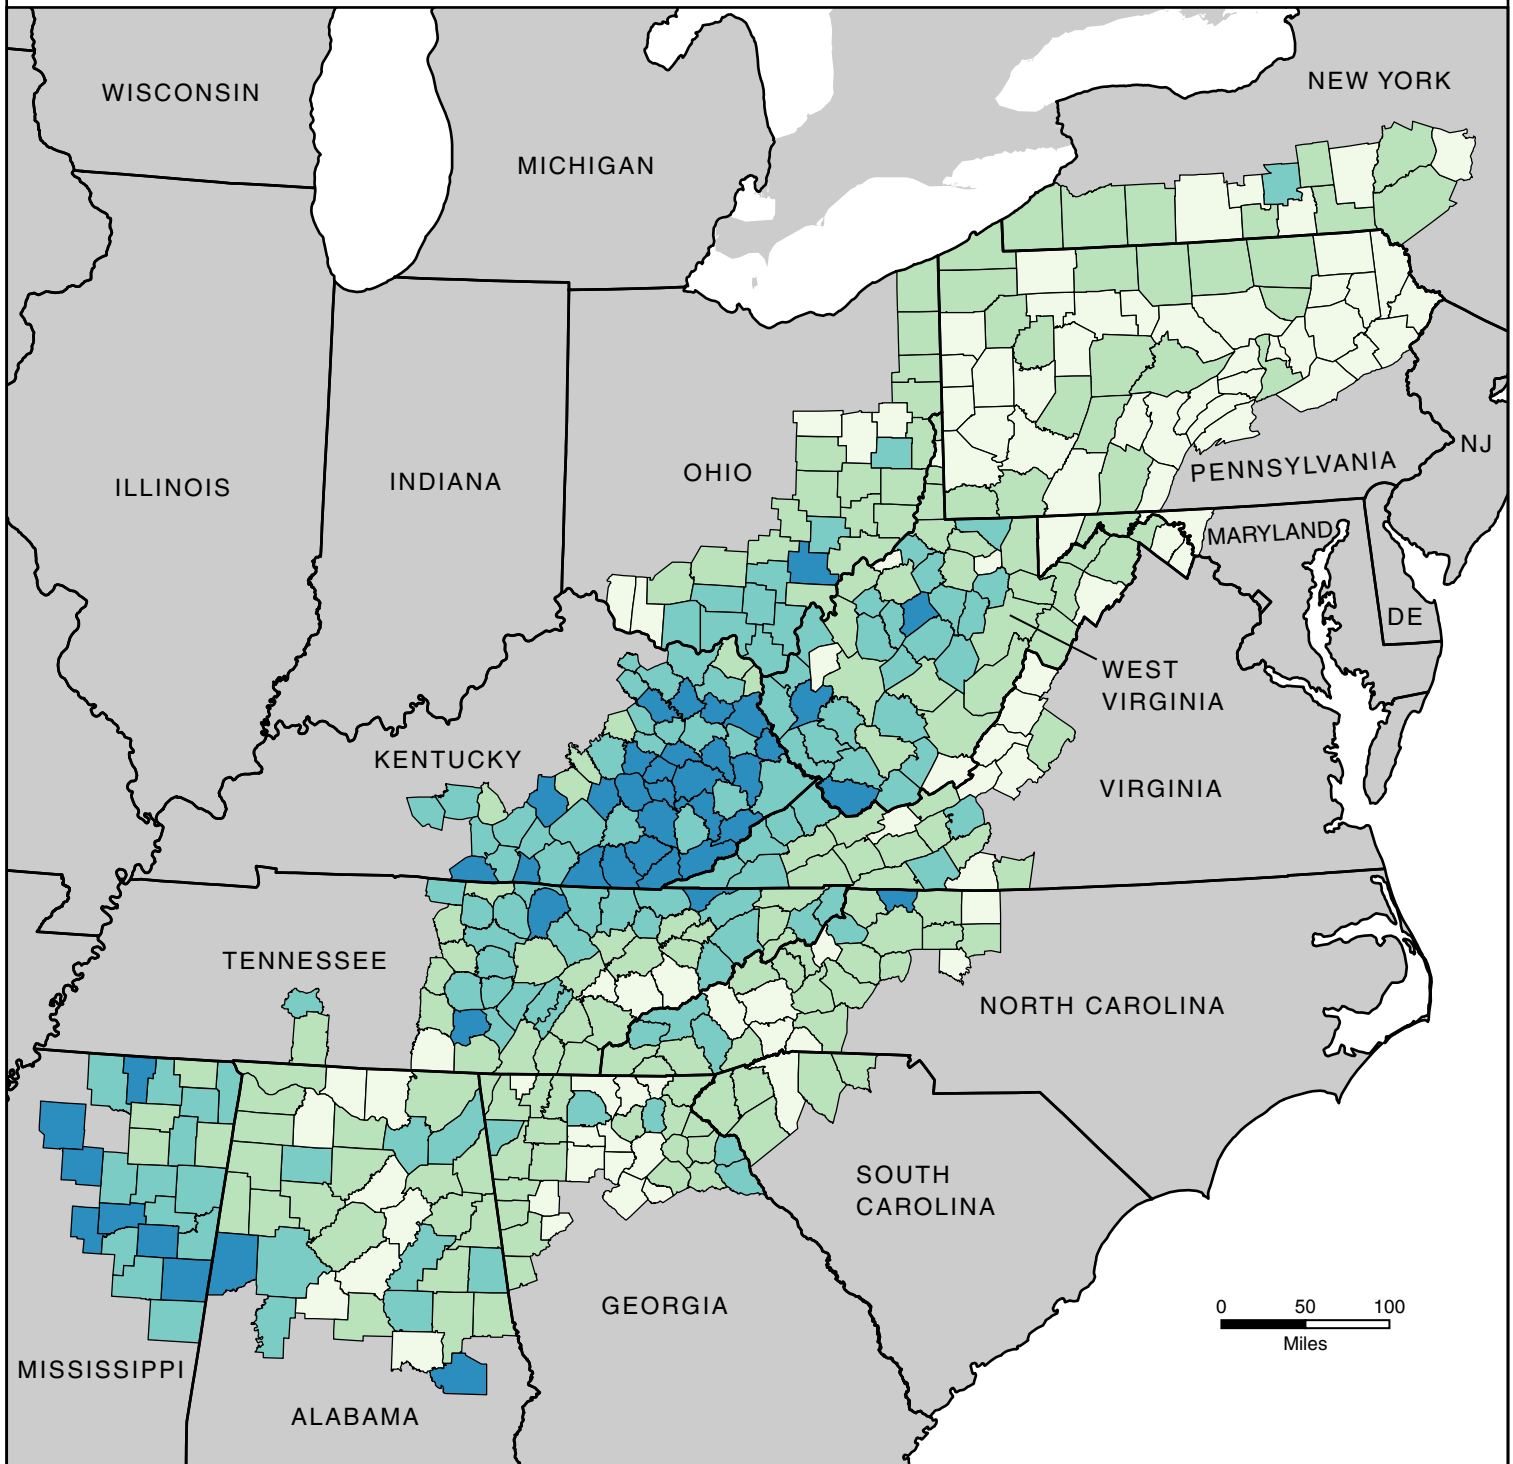 NEW YORK
WISCONSIN
MICHIGAN
NJ
PENNSYLVANIA
OHIO
INDIANA
ILLINOIS
MARYLAND
DE
WEST
VIRGINIA
KENTUCKY
VIRGINIA
TENNESSEE
NORTH CAROLINA
SOUTH
CAROLINA
GEORGIA
0 50 100
Miles
MISSISSIPPI
ALABAMA